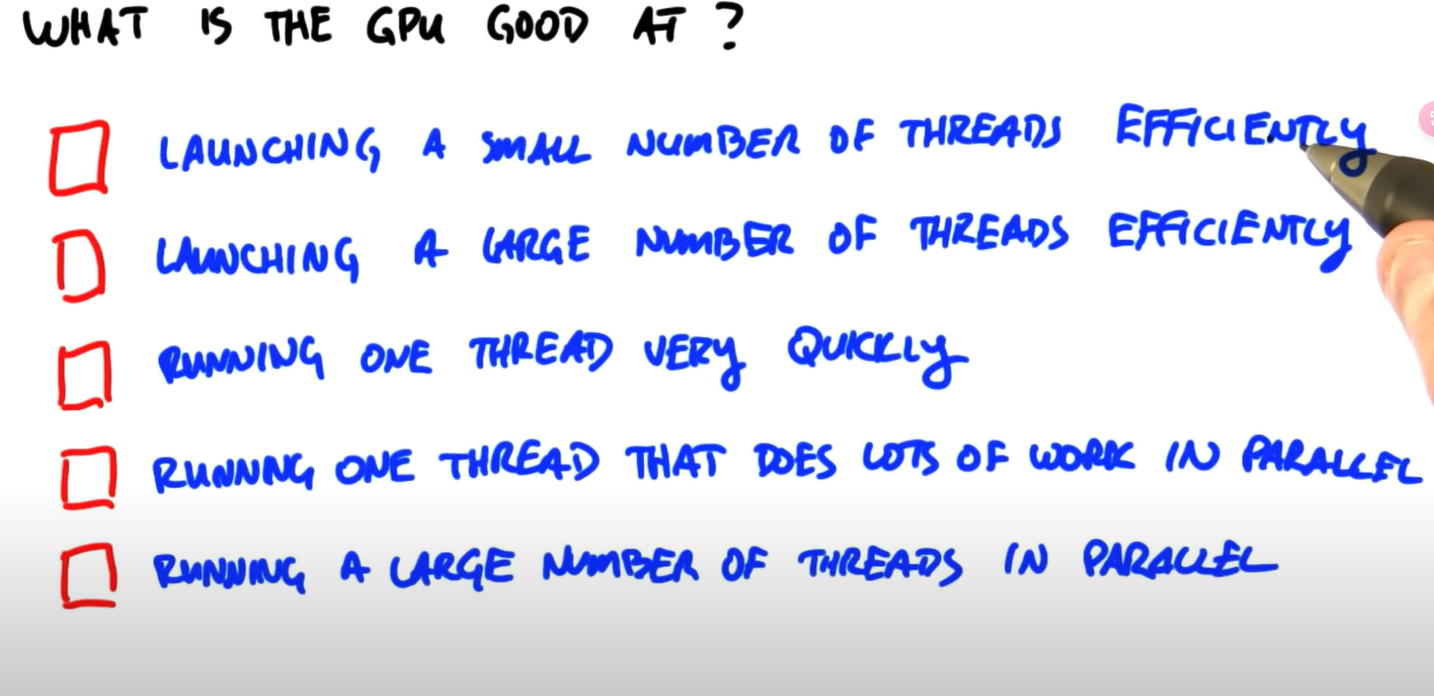 WHAT IS THE GPU GOOD AT ?
LAUNCHING A SMALL NUMBER OF THREADS EFFICIENTLY
LAUNCHING A LARGE NUMBER OF THREADS EFFICIENTLY
RUNNING ONE THREAD VERY QUICKLY
RUNNING ONE THREAD THAT DOES LOTS OF WORK IN PARALLEL
RUNNING A LARGE NUMBER OF THREADS IN PARALLEL